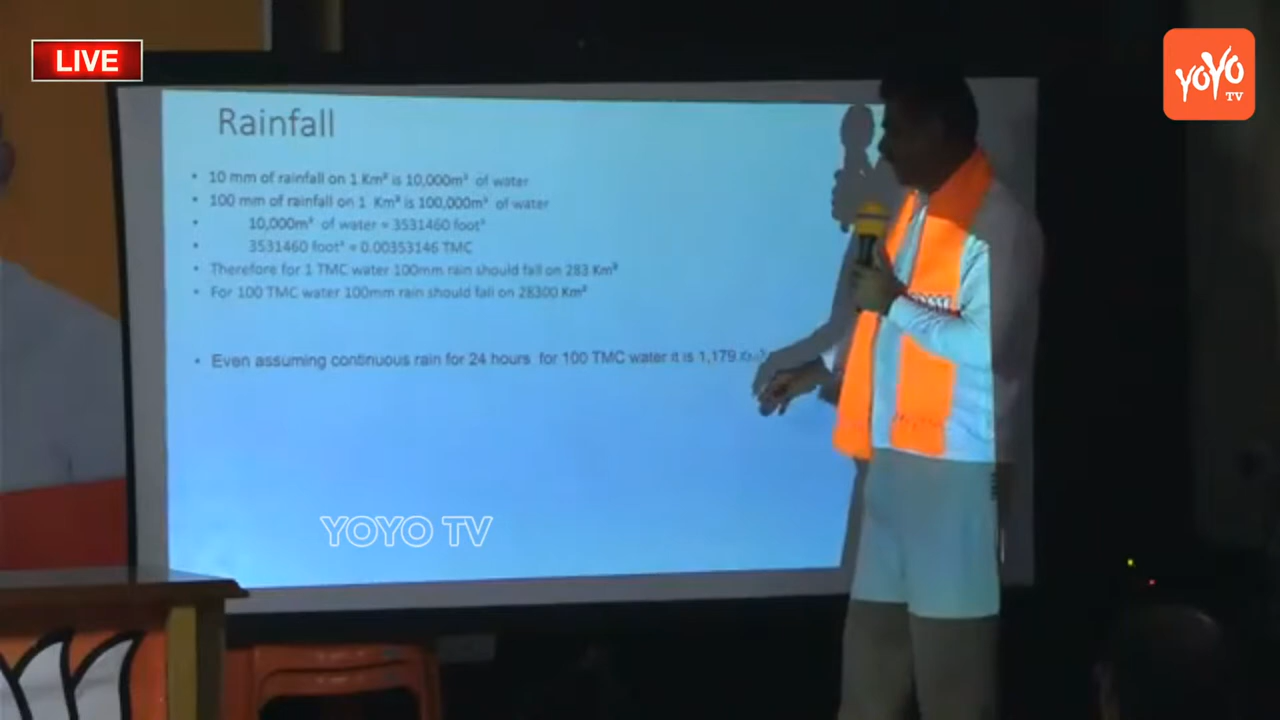 LIVE
YOYO
TV
Rainfall
• 10 mm of rainfall on 1 Km² is 10,000m³ of water
• 100 mm of rainfall on 1 Km² is 100,000m³ of water
• 10,000m³ of water = 3531460 foot³
• 3531460 foot³ = 0.00353146 TMC
• Therefore for 1 TMC water 100mm rain should fall on 283 Km²
• For 100 TMC water 100mm rain should fall on 28300 Km²
• Even assuming continuous rain for 24 hours for 100 TMC water it is 1,179
YOYO TV